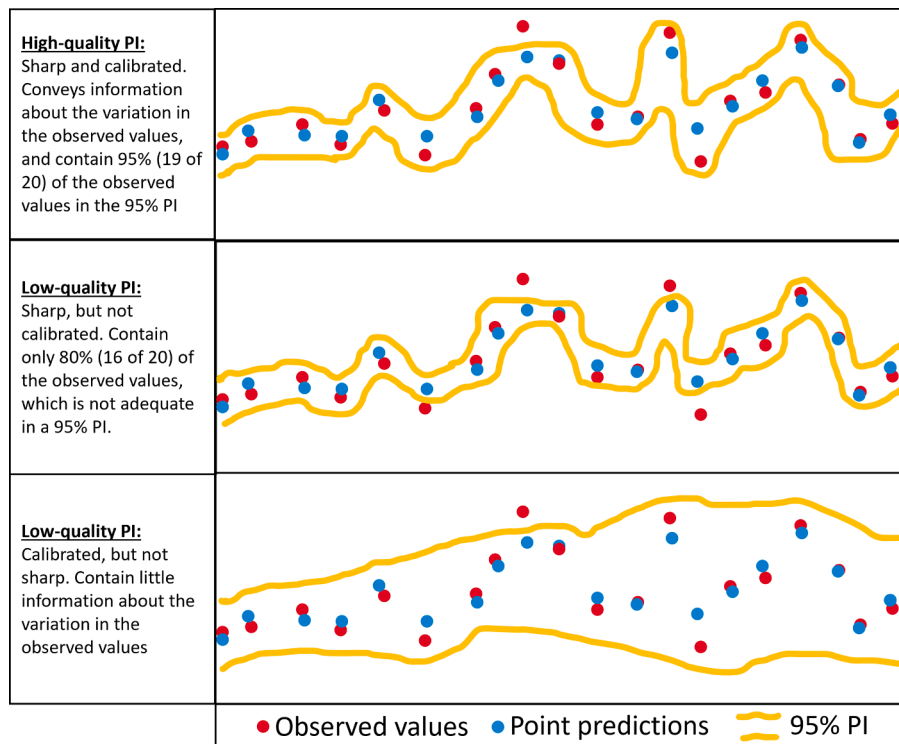 High-quality PI:
Sharp and calibrated.
Conveys information
about the variation in
the observed values,
and contain 95% (19 of
20) of the observed
values in the 95% PI
Low-quality PI:
Sharp, but not
calibrated. Contain
only 80% (16 of 20) of
the observed values,
which is not adequate
in a 95% PI.
Low-quality PI:
Calibrated, but not
sharp. Contain little
information about the
variation in the
observed values
Observed values Point predictions 95% PI